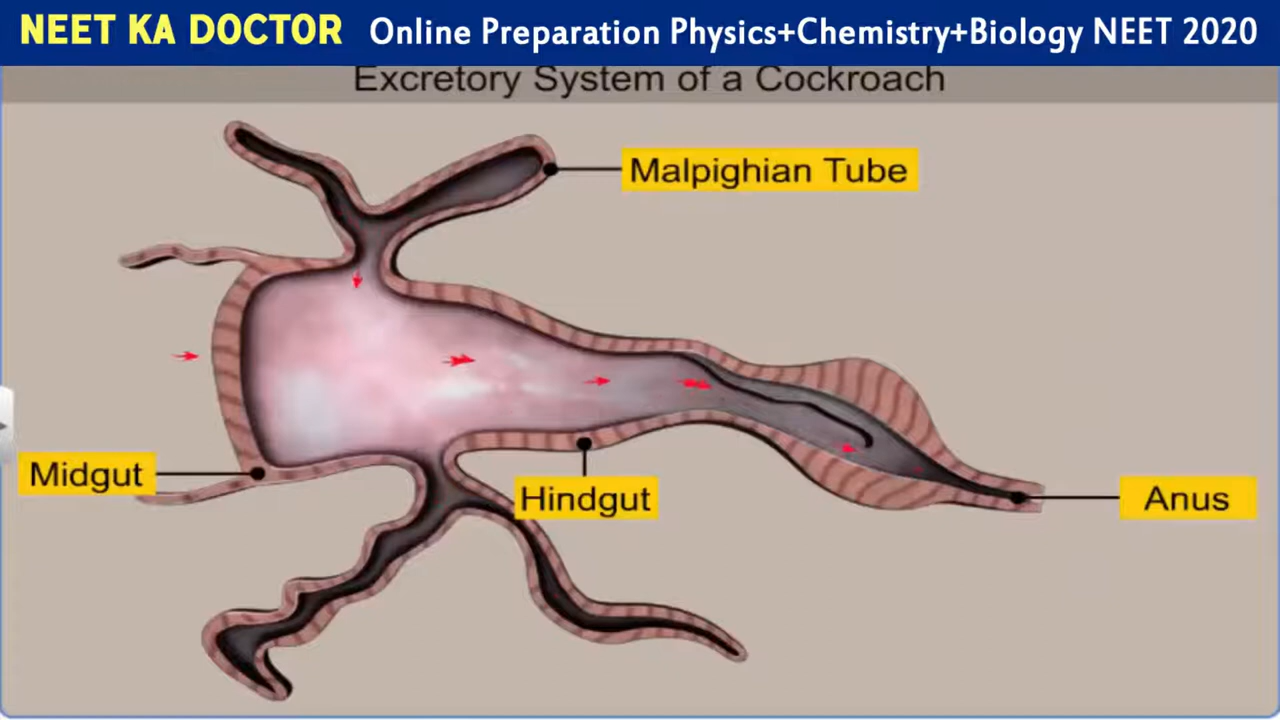 NEET KA DOCTOR Online Preparation Physics+Chemistry+Biology NEET 2020
Excretory System of a Cockroach
Malpighian Tube
Midgut
Hindgut
Anus